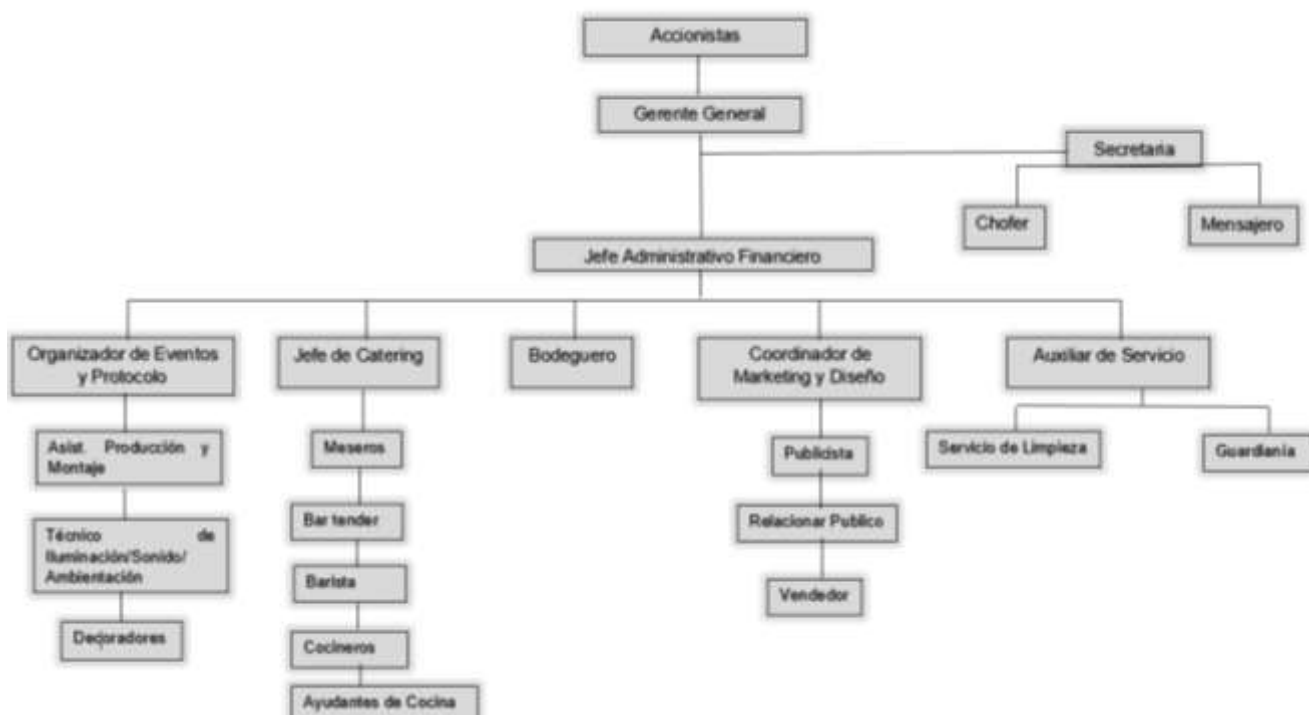 Accionistas
Gerente General
Secretaria
Chofer
Mensajero
Jefe Administrativo Financiero
Organizador de Eventos
y Protocolo
Jefe de Catering
Bodeguero
Coordinador de
Marketing y Diseño
Auxiliar de Servicio
Asist. Producción y
Montaje
Técnico de
Iluminación/Sonido/
Ambientación
Decoradores
Meseros
Bar tender
Barista
Cocineros
Ayudantes de Cocina
Publicista
Relacionar Publico
Vendedor
Servicio de Limpieza
Guardianía